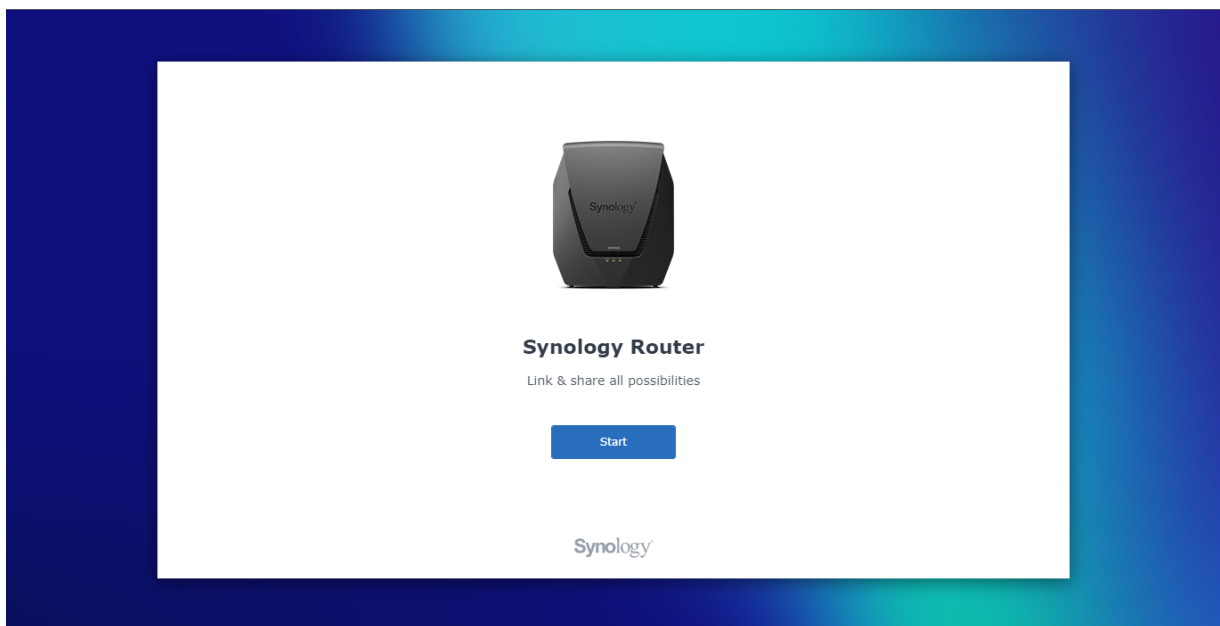 Synology
Synology Router
Link & share all possibilities
Start
Synology